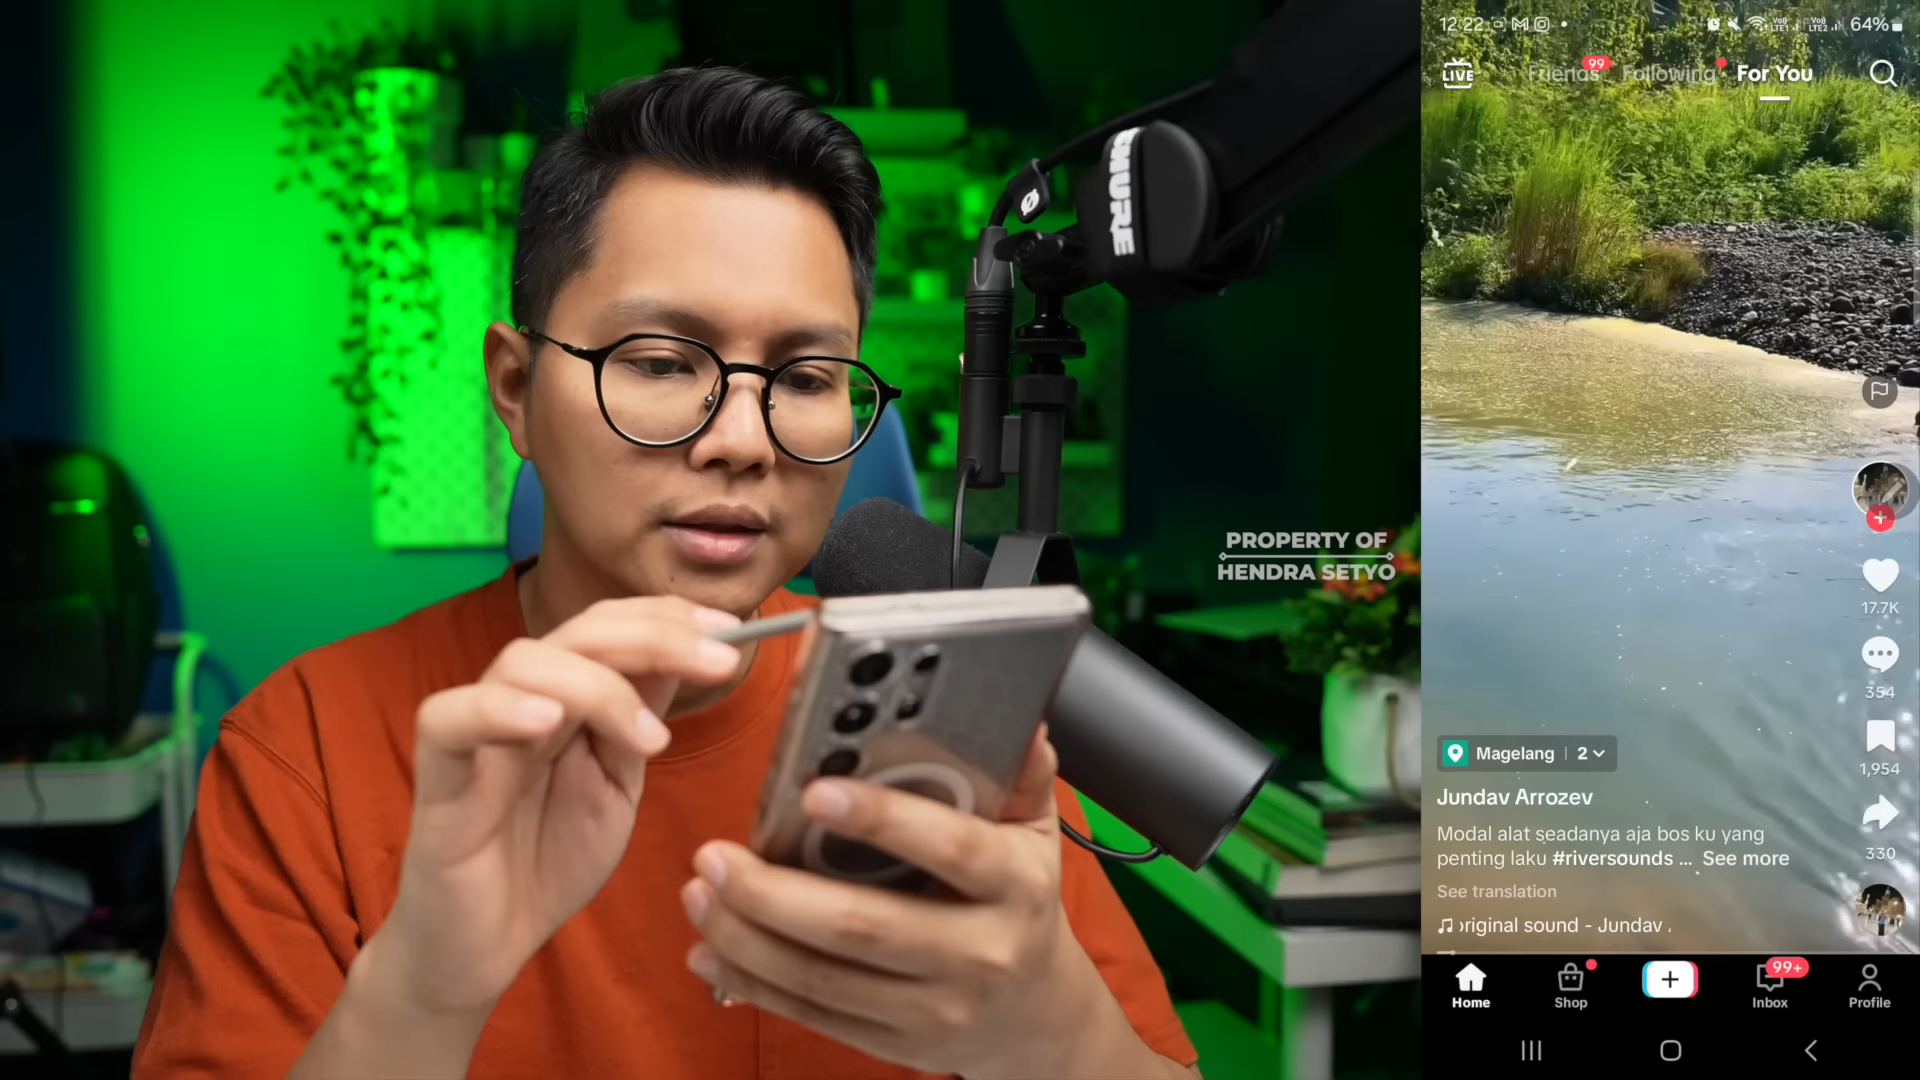 SHURE
PROPERTY OF
HENDRA SETYO
12:22
64%
LIVE
Friends
99
Following
For You
17.7K
354
1,954
330
Magelang | 2
Jundav Arrozev
Modal alat seadanya aja bos ku yang
penting laku #riversounds ... See more
See translation
original sound - Jundav
Home
Shop
99+
Inbox
Profile